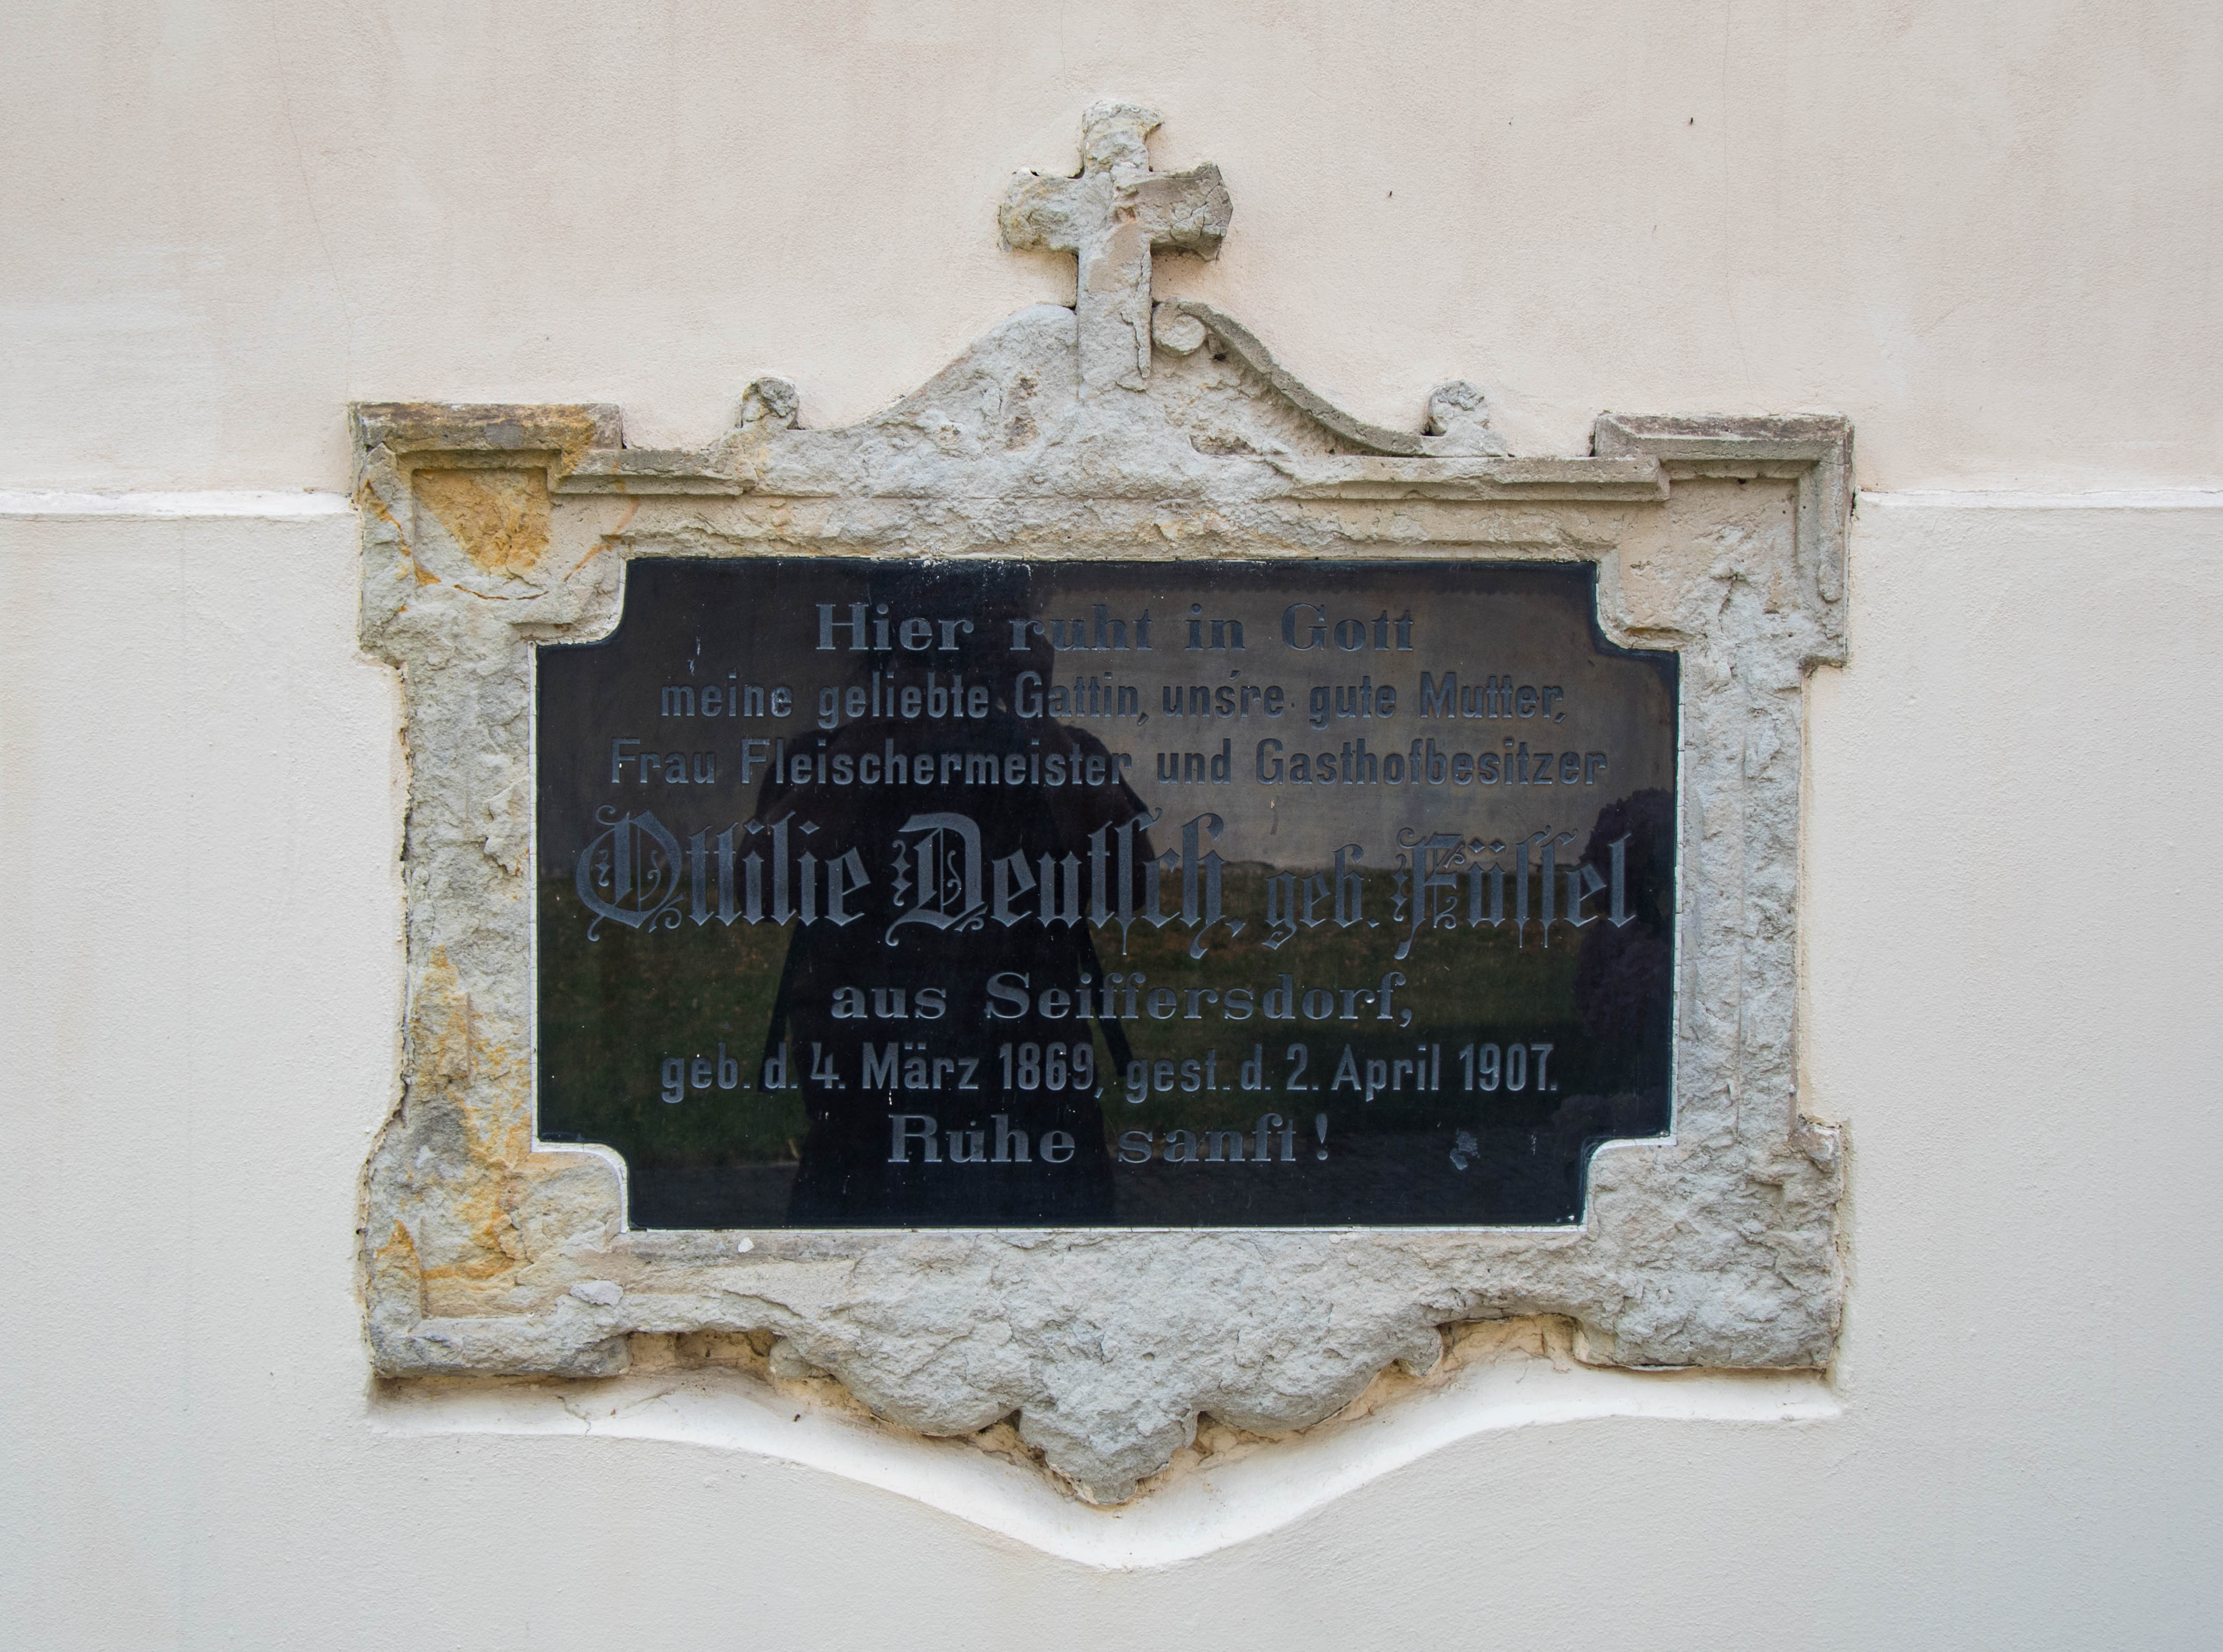 Hier ruht in Gott
meine geliebte Gattin, uns're gute Mutter,
Frau Fleischermeister und Gasthofbesitzer
Ottilie Deutſch, geb. Füſſel
aus Seiffersdorf,
geb. d. 4. März 1869, gest. d. 2. April 1907.
Ruhe sanft!